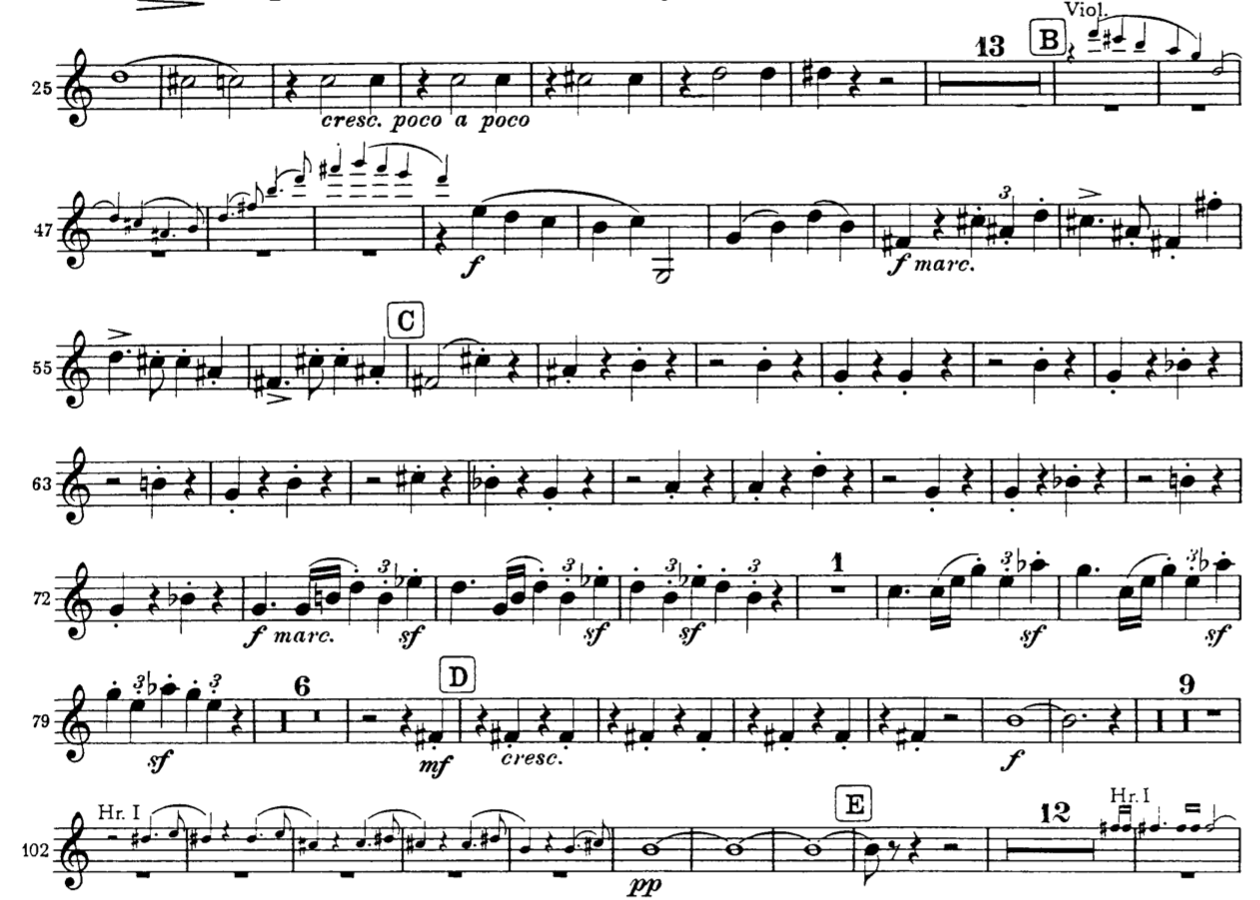 Viol.
13 B
25
cresc. poco a poco
47
3
f f marc.
C
55
63
1
72 3 3 3 3 3 3
f marc. sf sf sf sf sf
D
6 9
79 3 3
sf mf cresc. f
Hr. I E 12 Hr. I
102
pp